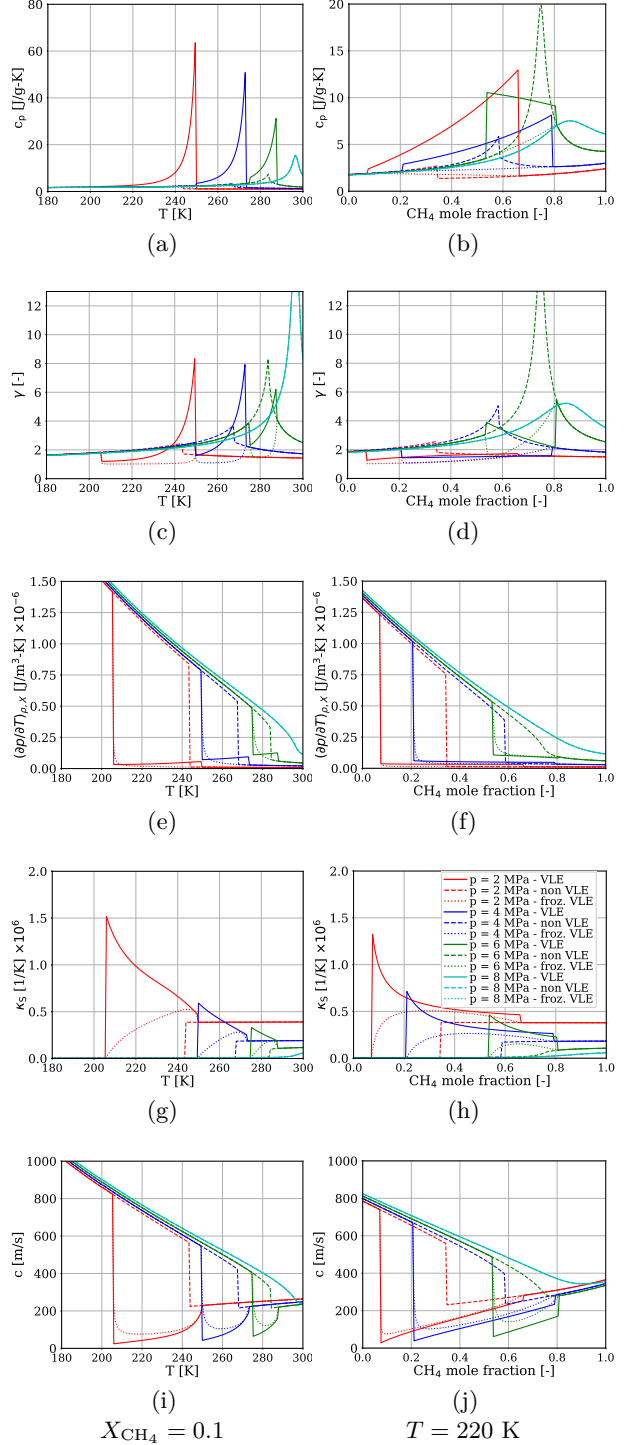 80
60
40
20
0
c_p [J/g-K]
180 200 220 240 260 280 300
T [K]
(a)
20
15
10
5
0
c_p [J/g-K]
0.0 0.2 0.4 0.6 0.8 1.0
CH₄ mole fraction [-]
(b)
12
10
8
6
4
2
0
γ [-]
180 200 220 240 260 280 300
T [K]
(c)
12
10
8
6
4
2
0
γ [-]
0.0 0.2 0.4 0.6 0.8 1.0
CH₄ mole fraction [-]
(d)
1.50
1.25
1.00
0.75
0.50
0.25
0.00
(∂p/∂T)_{ρ,X} [J/m³-K] ×10⁻⁶
180 200 220 240 260 280 300
T [K]
(e)
1.50
1.25
1.00
0.75
0.50
0.25
0.00
(∂p/∂T)_{ρ,X} [J/m³-K] ×10⁻⁶
0.0 0.2 0.4 0.6 0.8 1.0
CH₄ mole fraction [-]
(f)
2.0
1.5
1.0
0.5
0.0
κ_S [1/K] ×10⁶
180 200 220 240 260 280 300
T [K]
(g)
2.0
1.5
1.0
0.5
0.0
κ_S [1/K] ×10⁶
p = 2 MPa - VLE
p = 2 MPa - non VLE
p = 2 MPa - froz. VLE
p = 4 MPa - VLE
p = 4 MPa - non VLE
p = 4 MPa - froz. VLE
p = 6 MPa - VLE
p = 6 MPa - non VLE
p = 6 MPa - froz. VLE
p = 8 MPa - VLE
p = 8 MPa - non VLE
p = 8 MPa - froz. VLE
0.0 0.2 0.4 0.6 0.8 1.0
CH₄ mole fraction [-]
(h)
1000
800
600
400
200
0
c [m/s]
180 200 220 240 260 280 300
T [K]
(i)
X_{CH₄} = 0.1
1000
800
600
400
200
0
c [m/s]
0.0 0.2 0.4 0.6 0.8 1.0
CH₄ mole fraction [-]
(j)
T = 220 K